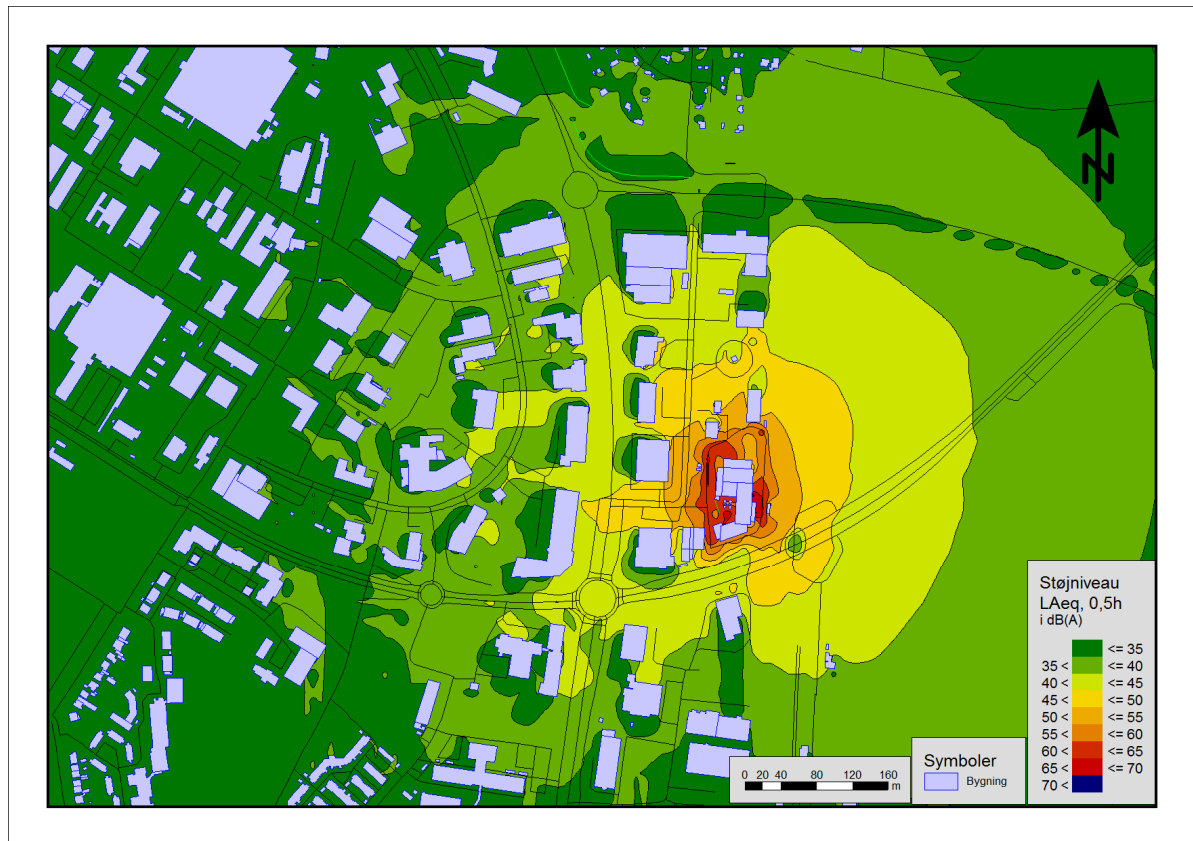 N
Støjniveau
LAeq, 0,5h
i dB(A)
<= 35
35 < <= 40
40 < <= 45
45 < <= 50
50 < <= 55
55 < <= 60
60 < <= 65
65 < <= 70
70 <
Symboler
Bygning
0 20 40 80 120 160
m